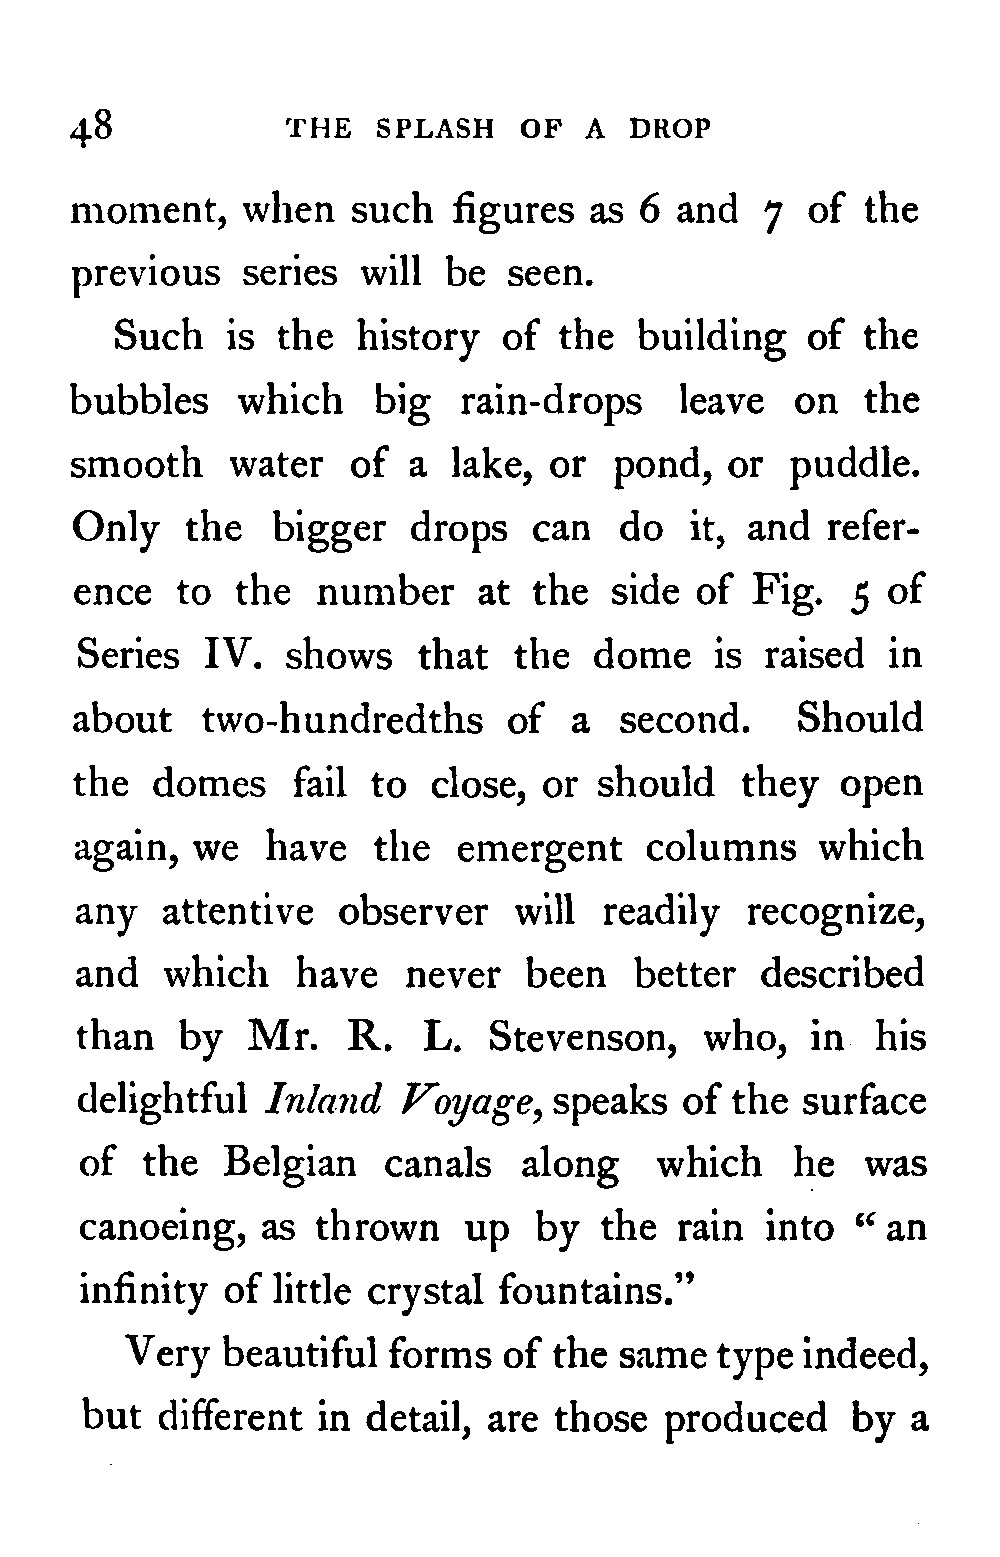 48 THE SPLASH OF A DROP
moment, when such figures as 6 and 7 of the
previous series will be seen.
Such is the history of the building of the
bubbles which big rain-drops leave on the
smooth water of a lake, or pond, or puddle.
Only the bigger drops can do it, and refer-
ence to the number at the side of Fig. 5 of
Series IV. shows that the dome is raised in
about two-hundredths of a second. Should
the domes fail to close, or should they open
again, we have the emergent columns which
any attentive observer will readily recognize,
and which have never been better described
than by Mr. R. L. Stevenson, who, in his
delightful Inland Voyage, speaks of the surface
of the Belgian canals along which he was
canoeing, as thrown up by the rain into “ an
infinity of little crystal fountains.”
Very beautiful forms of the same type indeed,
but different in detail, are those produced by a